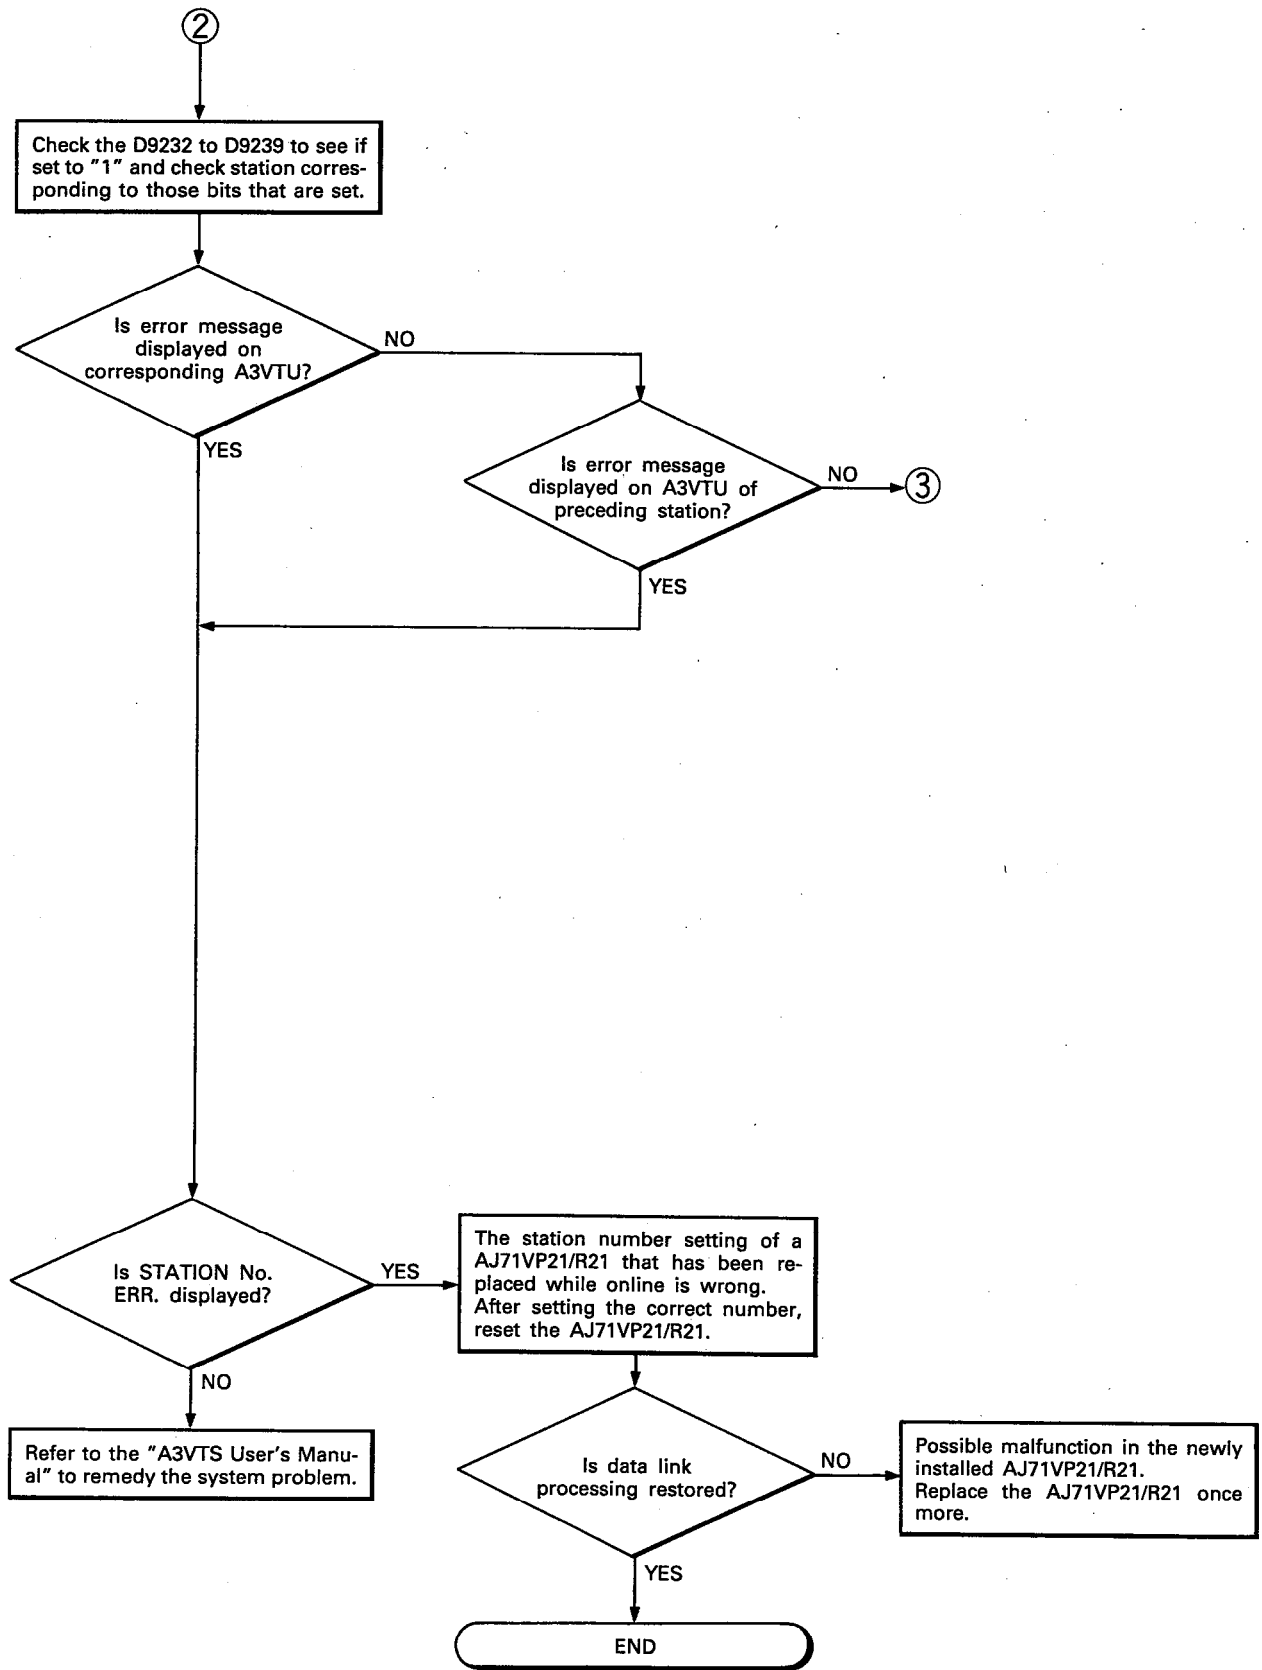 ②
Check the D9232 to D9239 to see if
set to "1" and check station corres-
ponding to those bits that are set.
Is error message
displayed on
corresponding A3VTU?
NO
YES
Is error message
displayed on A3VTU of
preceding station?
NO
③
YES
Is STATION No.
ERR. displayed?
YES
The station number setting of a
AJ71VP21/R21 that has been re-
placed while online is wrong.
After setting the correct number,
reset the AJ71VP21/R21.
NO
Refer to the "A3VTS User's Manu-
al" to remedy the system problem.
Is data link
processing restored?
NO
Possible malfunction in the newly
installed AJ71VP21/R21.
Replace the AJ71VP21/R21 once
more.
YES
END